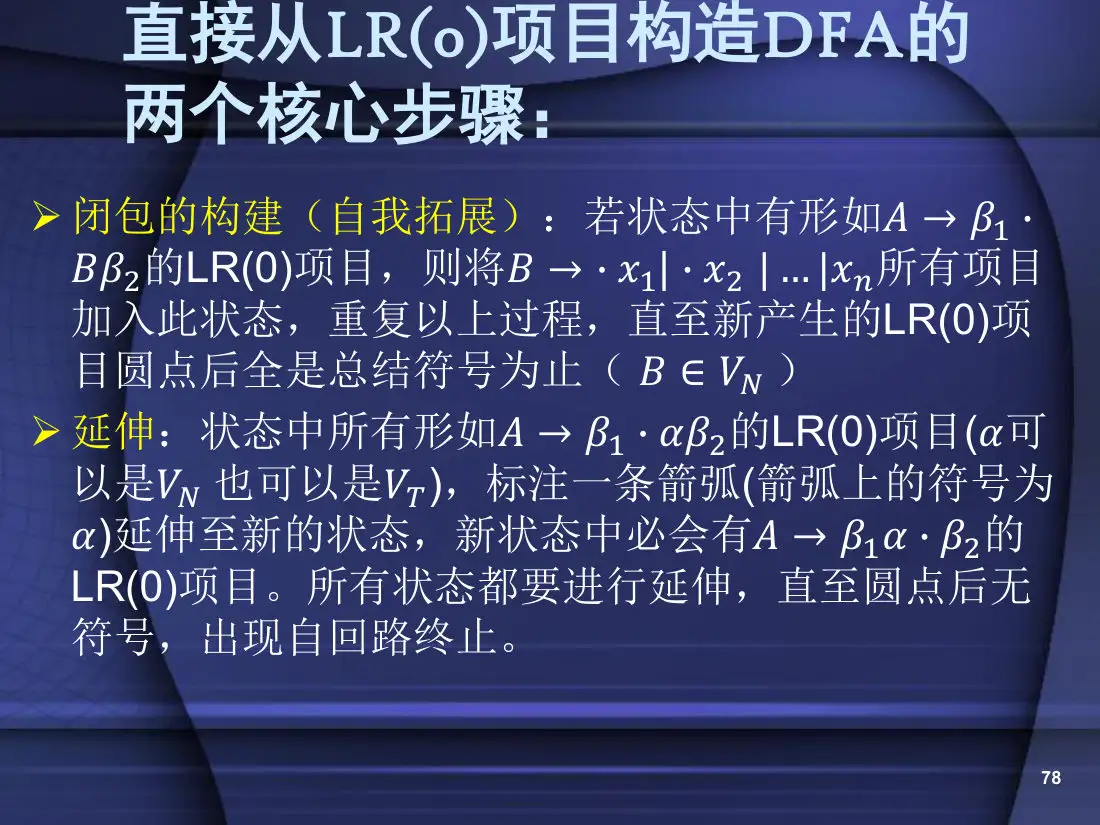 直接从LR(0)项目构造DFA的
两个核心步骤：
➢ 闭包的构建（自我拓展）：若状态中有形如𝐴 → 𝛽₁ ·
𝐵𝛽₂的LR(0)项目，则将𝐵 →· 𝑥₁| · 𝑥₂ | … |𝑥ₙ所有项目
加入此状态，重复以上过程，直至新产生的LR(0)项
目圆点后全是总结符号为止（ 𝐵 ∈ 𝑉_𝑁 ）
➢ 延伸：状态中所有形如𝐴 → 𝛽₁ · 𝛼𝛽₂的LR(0)项目(𝛼可
以是𝑉_𝑁 也可以是𝑉_𝑇)，标注一条箭弧(箭弧上的符号为
𝛼)延伸至新的状态，新状态中必会有𝐴 → 𝛽₁𝛼 · 𝛽₂的
LR(0)项目。所有状态都要进行延伸，直至圆点后无
符号，出现自回路终止。
78